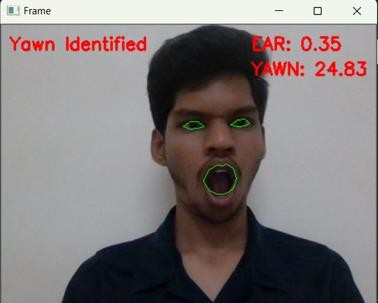 Frame
Yawn Identified
EAR: 0.35
YAWN: 24.83